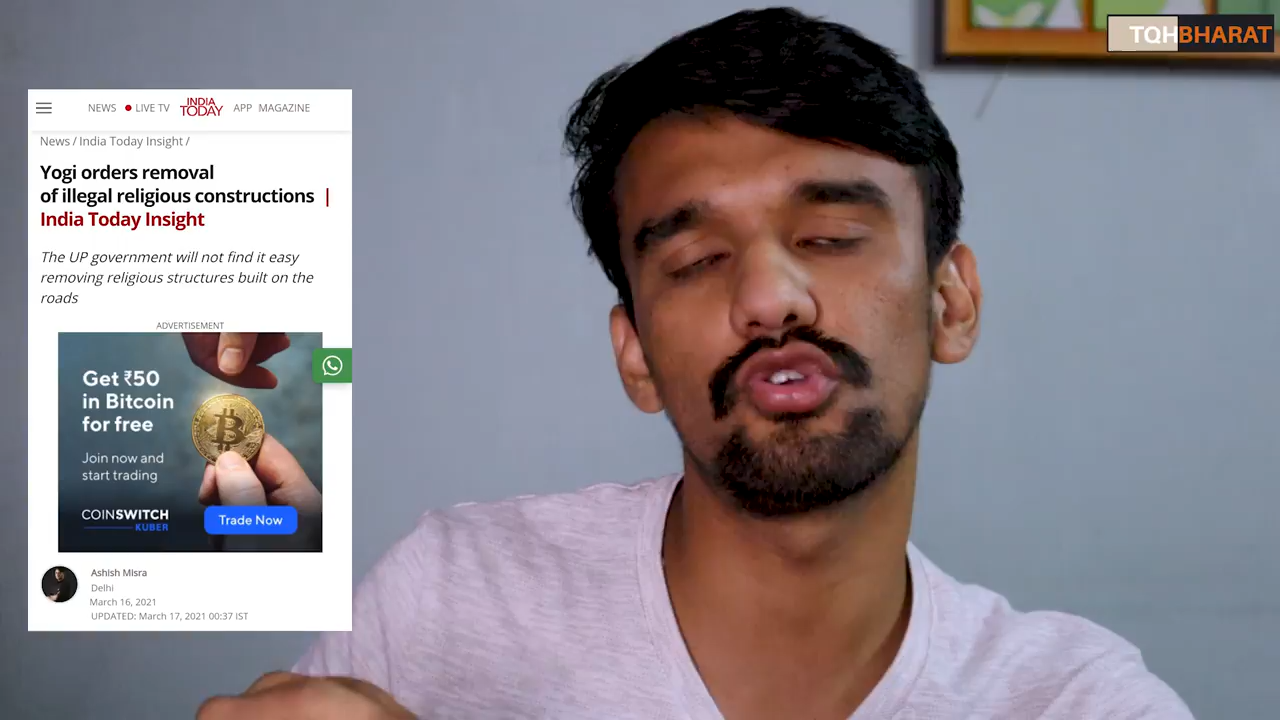 TQHBHARAT
NEWS LIVE TV INDIA TODAY APP MAGAZINE
News / India Today Insight /
Yogi orders removal
of illegal religious constructions |
India Today Insight
The UP government will not find it easy
removing religious structures built on the
roads
ADVERTISEMENT
Get ₹50
in Bitcoin
for free
Join now and
start trading
COINSWITCH
KUBER
Trade Now
Ashish Misra
Delhi
March 16, 2021
UPDATED: March 17, 2021 00:37 IST